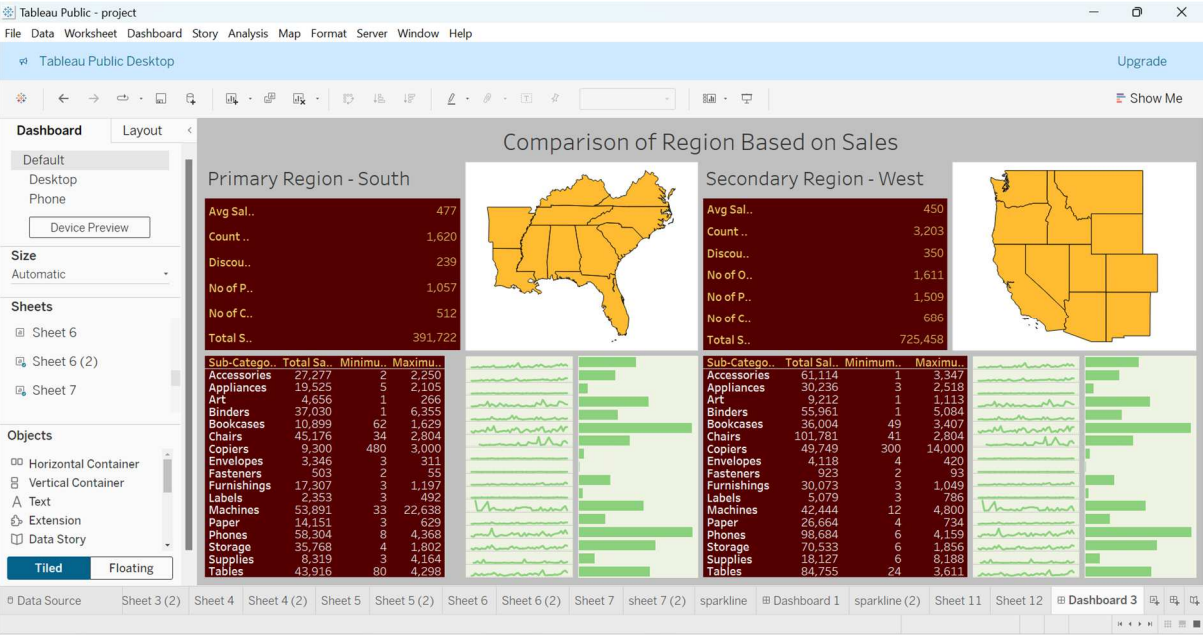 Tableau Public - project
File Data Worksheet Dashboard Story Analysis Map Format Server Window Help
Tableau Public Desktop
Upgrade
Show Me
Dashboard Layout
Default
Desktop
Phone
Device Preview
Size
Automatic
Sheets
Sheet 6
Sheet 6 (2)
Sheet 7
Objects
Horizontal Container
Vertical Container
Text
Extension
Data Story
Tiled Floating
Comparison of Region Based on Sales
Primary Region - South
Avg Sal.. 477
Count .. 1,620
Discou.. 239
No of P.. 1,057
No of C.. 512
Total S.. 391,722
Secondary Region - West
Avg Sal.. 450
Count .. 3,203
Discou.. 350
No of O.. 1,611
No of P.. 1,509
No of C.. 686
Total S.. 725,458
Sub-Catego.. Total Sa.. Minimu.. Maximu..
Accessories 27,277 2 2,250
Appliances 19,525 5 2,105
Art 4,656 1 266
Binders 37,030 1 6,355
Bookcases 10,899 62 1,629
Chairs 45,176 34 2,804
Copiers 9,300 480 3,000
Envelopes 3,346 3 311
Fasteners 503 2 55
Furnishings 17,307 3 1,197
Labels 2,353 3 492
Machines 53,891 33 22,638
Paper 14,151 3 629
Phones 58,304 8 4,368
Storage 35,768 4 1,802
Supplies 8,319 3 4,164
Tables 43,916 80 4,298
Sub-Catego.. Total Sal.. Minimum.. Maximu..
Accessories 61,114 1 3,347
Appliances 30,236 3 2,518
Art 9,212 1 1,113
Binders 55,961 1 5,084
Bookcases 36,004 49 3,407
Chairs 101,781 41 2,804
Copiers 49,749 300 14,000
Envelopes 4,118 4 420
Fasteners 923 2 93
Furnishings 30,073 3 1,049
Labels 5,079 3 786
Machines 42,444 12 4,800
Paper 26,664 4 734
Phones 98,684 6 4,159
Storage 70,533 6 1,856
Supplies 18,127 6 8,188
Tables 84,755 24 3,611
Data Source Sheet 3 (2) Sheet 4 Sheet 4 (2) Sheet 5 Sheet 5 (2) Sheet 6 Sheet 6 (2) Sheet 7 sheet 7 (2) sparkline Dashboard 1 sparkline (2) Sheet 11 Sheet 12 Dashboard 3